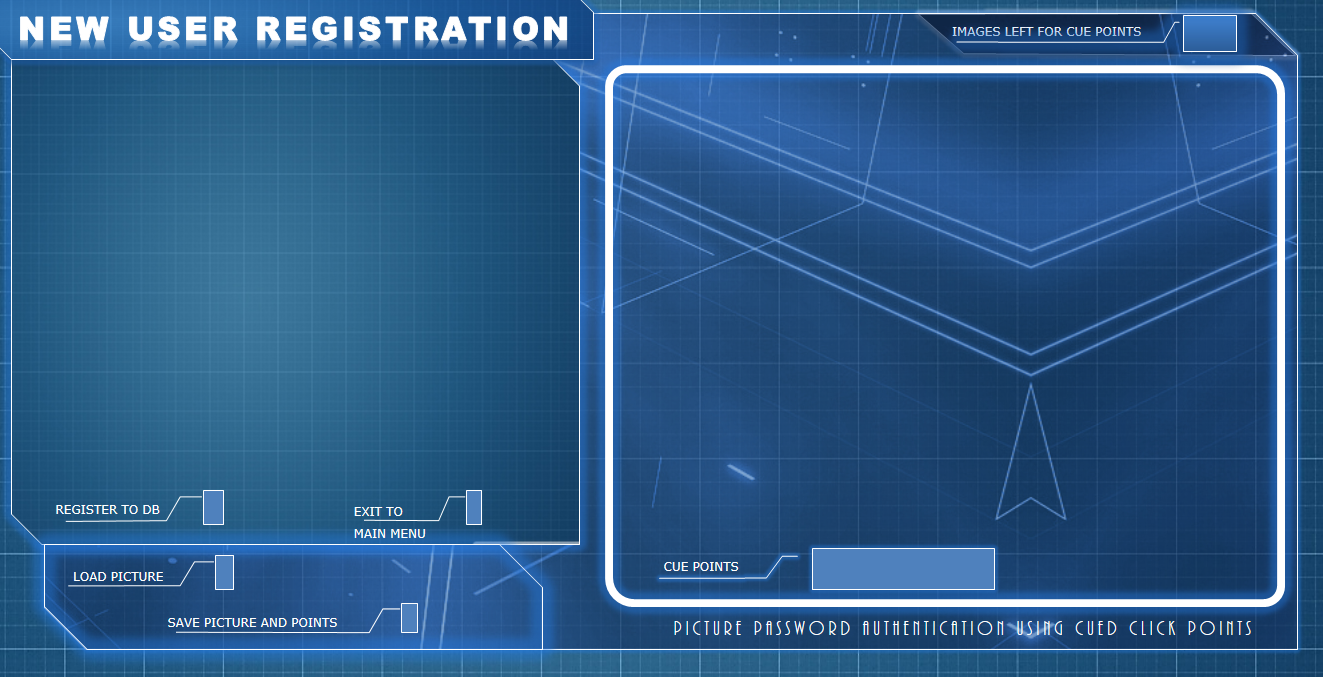 NEW USER REGISTRATION
IMAGES LEFT FOR CUE POINTS
REGISTER TO DB
EXIT TO
MAIN MENU
LOAD PICTURE
SAVE PICTURE AND POINTS
CUE POINTS
PICTURE PASSWORD AUTHENTICATION USING CUED CLICK POINTS